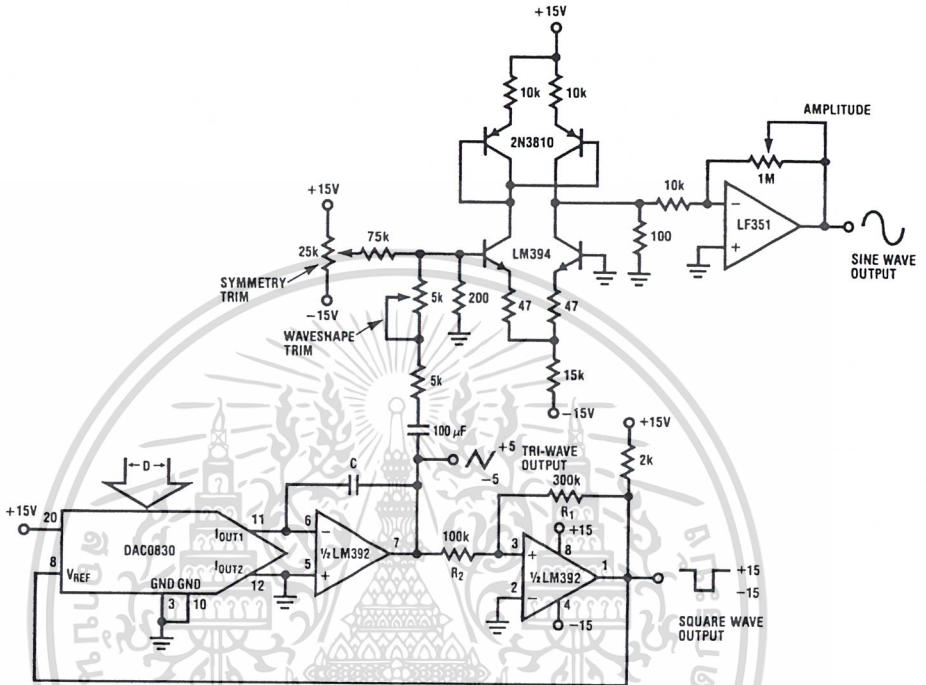 +15V
10k
10k
AMPLITUDE
2N3810
1M
+15V
10k
−
LF351
+
25k
75k
LM394
100
SINE WAVE
OUTPUT
SYMMETRY
TRIM
5k
200
−15V
47
47
WAVESHAPE
TRIM
5k
15k
−15V
100 µF
+15V
+5
TRI-WAVE
OUTPUT
−5
2k
←D→
C
300k
R1
+15V
20
11
6
−
+15
IOUT1
100k
3
+
8
DAC0830
½ LM392
7
½ LM392
1
+15
8
IOUT2
5
+
R2
2
−
−15
VREF
12
4
GND GND
−15
SQUARE WAVE
OUTPUT
3
10